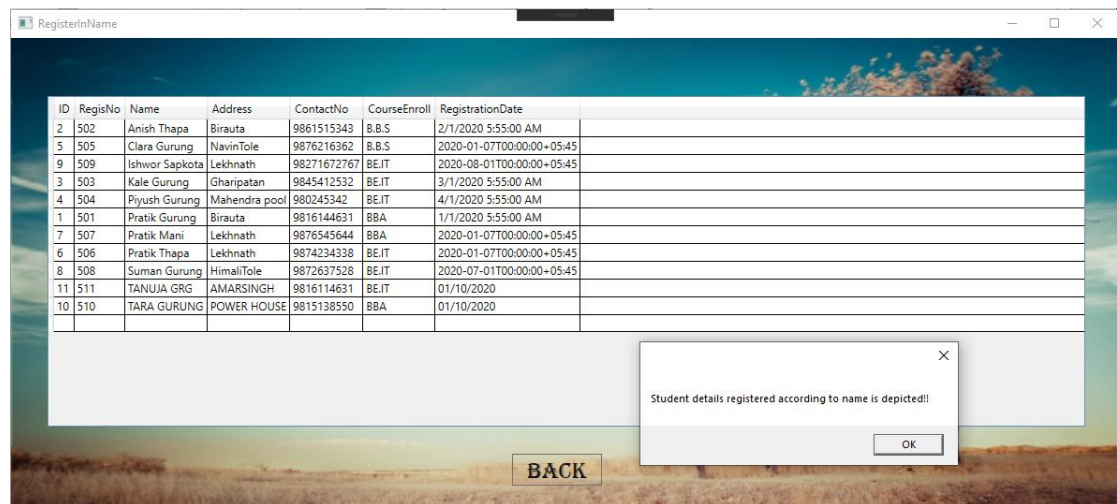 RegisterInName
ID RegisNo Name Address ContactNo CourseEnroll RegistrationDate
2 502 Anish Thapa Birauta 9861515343 B.B.S 2/1/2020 5:55:00 AM
5 505 Clara Gurung NavinTole 9876216362 B.B.S 2020-01-07T00:00:00+05:45
9 509 Ishwor Sapkota Lekhnath 98271672767 BE.IT 2020-08-01T00:00:00+05:45
3 503 Kale Gurung Gharipatan 9845412532 BE.IT 3/1/2020 5:55:00 AM
4 504 Piyush Gurung Mahendra pool 980245342 BE.IT 4/1/2020 5:55:00 AM
1 501 Pratik Gurung Birauta 9816144631 BBA 1/1/2020 5:55:00 AM
7 507 Pratik Mani Lekhnath 9876545644 BBA 2020-01-07T00:00:00+05:45
6 506 Pratik Thapa Lekhnath 9874234338 BE.IT 2020-01-07T00:00:00+05:45
8 508 Suman Gurung HimaliTole 9872637528 BE.IT 2020-07-01T00:00:00+05:45
11 511 TANUJA GRG AMARSINGH 9816114631 BE.IT 01/10/2020
10 510 TARA GURUNG POWER HOUSE 9815138550 BBA 01/10/2020
Student details registered according to name is depicted!!
OK
BACK